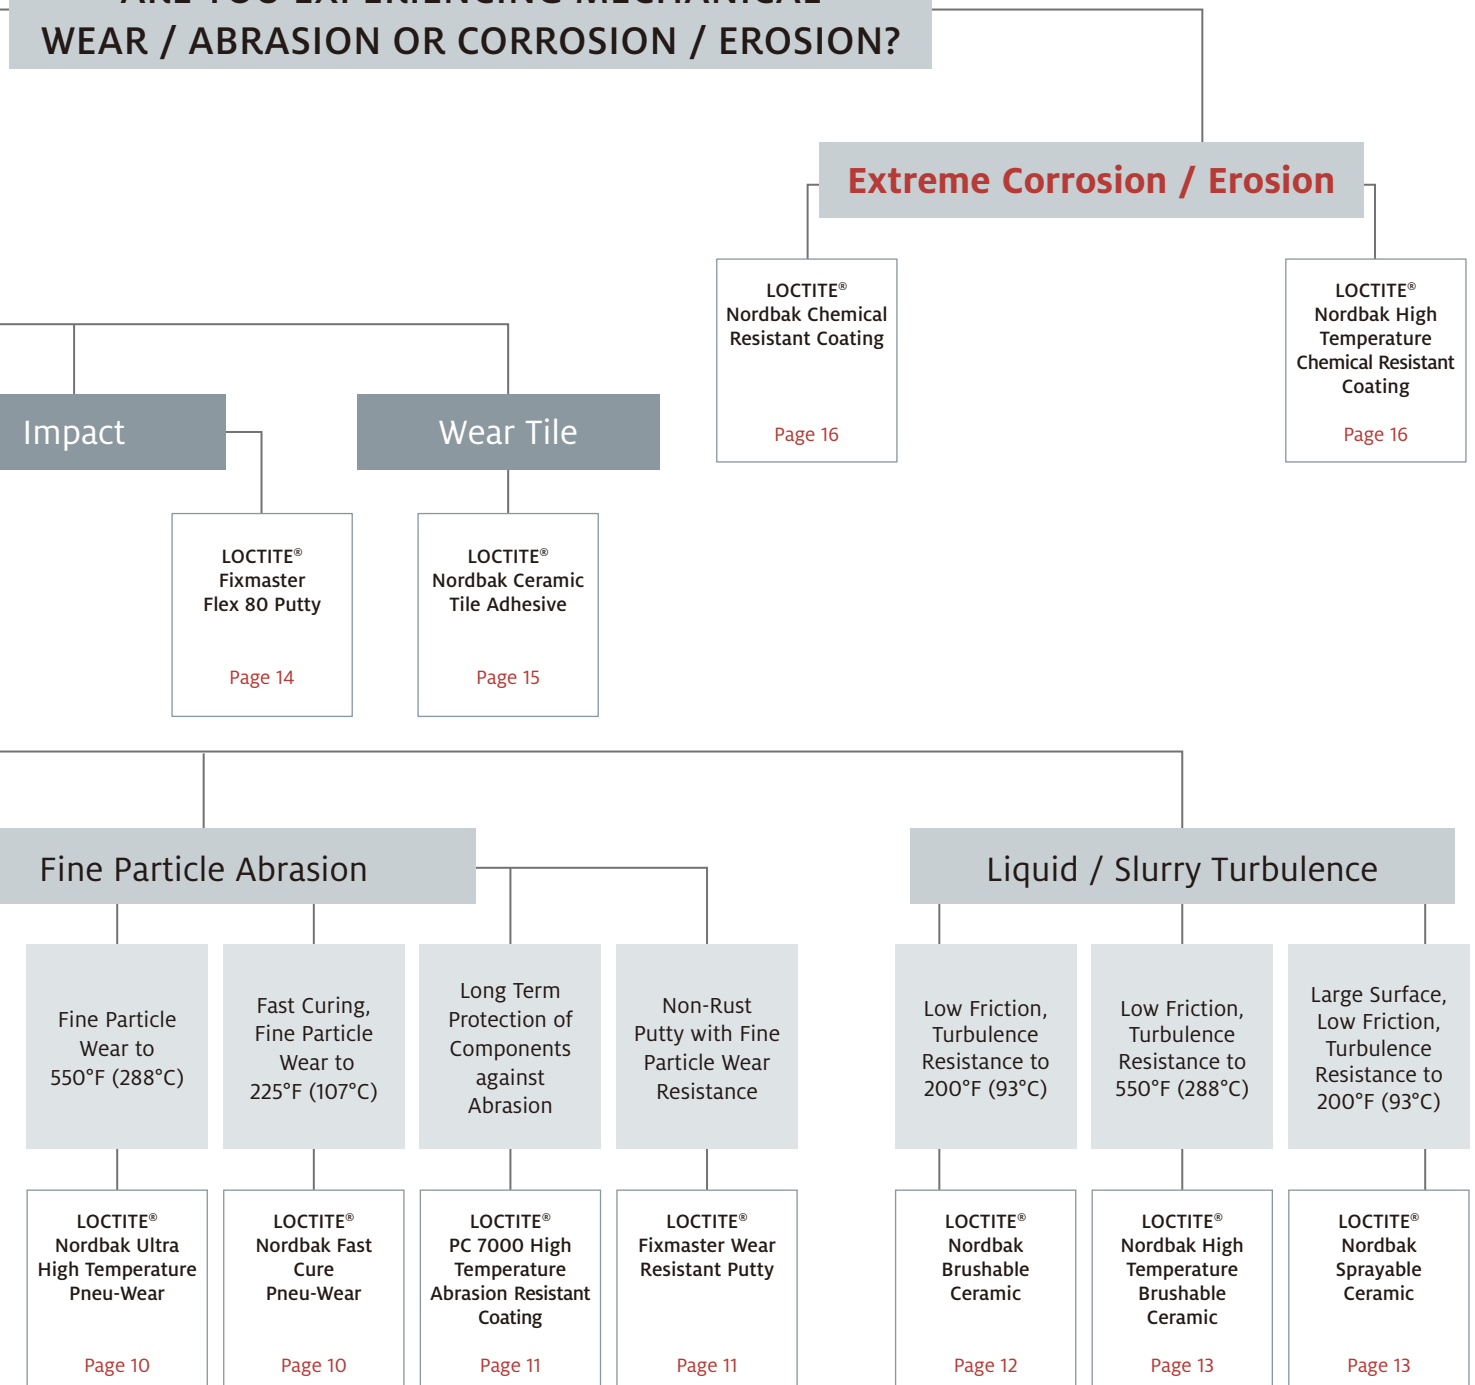 ARE YOU EXPERIENCING MECHANICAL
WEAR / ABRASION OR CORROSION / EROSION?
Extreme Corrosion / Erosion
LOCTITE®
Nordbak Chemical
Resistant Coating
Page 16
LOCTITE®
Nordbak High
Temperature
Chemical Resistant
Coating
Page 16
Impact
Wear Tile
LOCTITE®
Fixmaster
Flex 80 Putty
Page 14
LOCTITE®
Nordbak Ceramic
Tile Adhesive
Page 15
Fine Particle Abrasion
Liquid / Slurry Turbulence
Fine Particle
Wear to
550°F (288°C)
Fast Curing,
Fine Particle
Wear to
225°F (107°C)
Long Term
Protection of
Components
against
Abrasion
Non-Rust
Putty with Fine
Particle Wear
Resistance
Low Friction,
Turbulence
Resistance to
200°F (93°C)
Low Friction,
Turbulence
Resistance to
550°F (288°C)
Large Surface,
Low Friction,
Turbulence
Resistance to
200°F (93°C)
LOCTITE®
Nordbak Ultra
High Temperature
Pneu-Wear
Page 10
LOCTITE®
Nordbak Fast
Cure
Pneu-Wear
Page 10
LOCTITE®
PC 7000 High
Temperature
Abrasion Resistant
Coating
Page 11
LOCTITE®
Fixmaster Wear
Resistant Putty
Page 11
LOCTITE®
Nordbak
Brushable
Ceramic
Page 12
LOCTITE®
Nordbak High
Temperature
Brushable
Ceramic
Page 13
LOCTITE®
Nordbak
Sprayable
Ceramic
Page 13